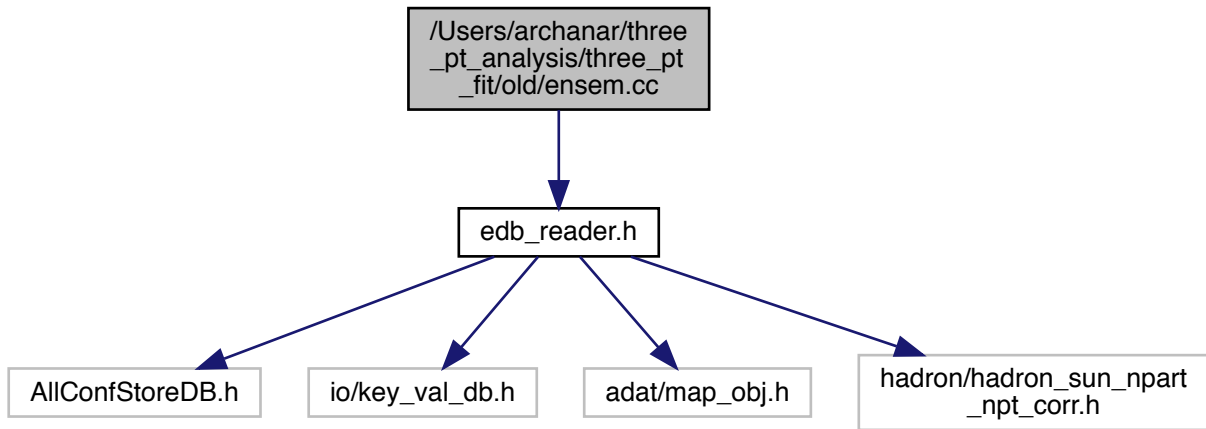 /Users/archanar/three
_pt_analysis/three_pt
_fit/old/ensem.cc
edb_reader.h
AllConfStoreDB.h
io/key_val_db.h
adat/map_obj.h
hadron/hadron_sun_npart
_npt_corr.h